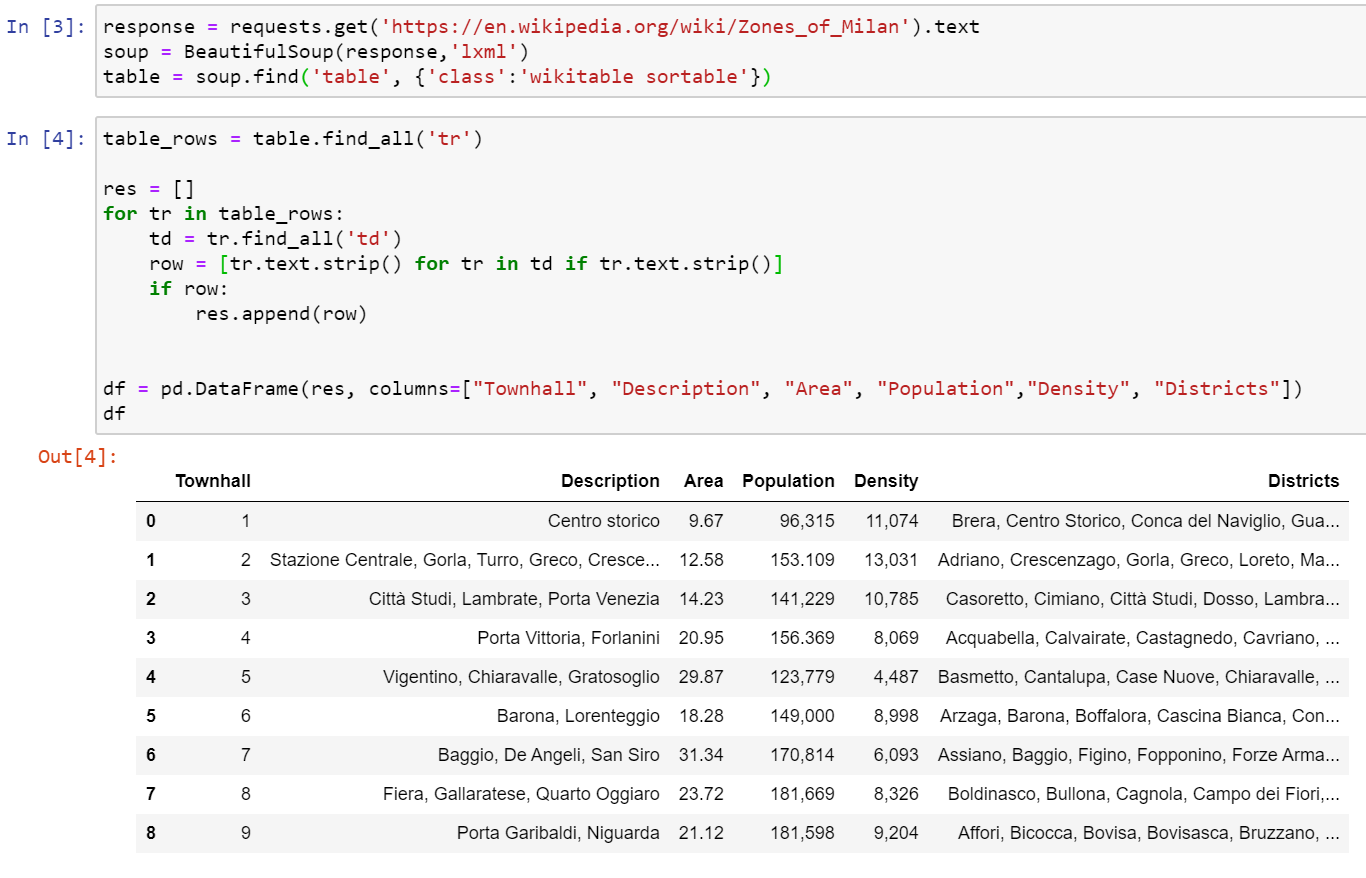 In [3]: response = requests.get('https://en.wikipedia.org/wiki/Zones_of_Milan').text
soup = BeautifulSoup(response,'lxml')
table = soup.find('table', {'class':'wikitable sortable'})
In [4]: table_rows = table.find_all('tr')
res = []
for tr in table_rows:
    td = tr.find_all('td')
    row = [tr.text.strip() for tr in td if tr.text.strip()]
    if row:
        res.append(row)
df = pd.DataFrame(res, columns=["Townhall", "Description", "Area", "Population","Density", "Districts"])
df
Out[4]:
Townhall Description Area Population Density Districts
0 1 Centro storico 9.67 96,315 11,074 Brera, Centro Storico, Conca del Naviglio, Gua...
1 2 Stazione Centrale, Gorla, Turro, Greco, Cresce... 12.58 153.109 13,031 Adriano, Crescenzago, Gorla, Greco, Loreto, Ma...
2 3 Città Studi, Lambrate, Porta Venezia 14.23 141,229 10,785 Casoretto, Cimiano, Città Studi, Dosso, Lambra...
3 4 Porta Vittoria, Forlanini 20.95 156.369 8,069 Acquabella, Calvairate, Castagnedo, Cavriano, ...
4 5 Vigentino, Chiaravalle, Gratosoglio 29.87 123,779 4,487 Basmetto, Cantalupa, Case Nuove, Chiaravalle, ...
5 6 Barona, Lorenteggio 18.28 149,000 8,998 Arzaga, Barona, Boffalora, Cascina Bianca, Con...
6 7 Baggio, De Angeli, San Siro 31.34 170,814 6,093 Assiano, Baggio, Figino, Fopponino, Forze Arma...
7 8 Fiera, Gallaratese, Quarto Oggiaro 23.72 181,669 8,326 Boldinasco, Bullona, Cagnola, Campo dei Fiori,...
8 9 Porta Garibaldi, Niguarda 21.12 181,598 9,204 Affori, Bicocca, Bovisa, Bovisasca, Bruzzano, ...